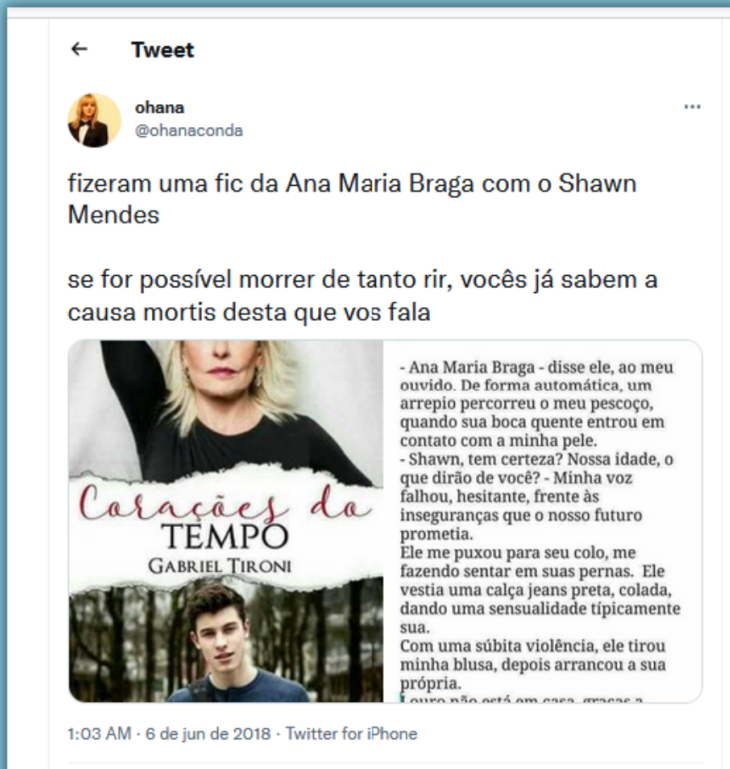 Tweet
ohana
@ohanaconda
fizeram uma fic da Ana Maria Braga com o Shawn
Mendes
se for possível morrer de tanto rir, vocês já sabem a
causa mortis desta que vos fala
Corações do
TEMPO
GABRIEL TIRONI
- Ana Maria Braga - disse ele, ao meu
ouvido. De forma automática, um
arrepio percorreu o meu pescoço,
quando sua boca quente entrou em
contato com a minha pele.
- Shawn, tem certeza? Nossa idade, o
que dirão de você? - Minha voz
falhou, hesitante, frente às
inseguranças que o nosso futuro
prometia.
Ele me puxou para seu colo, me
fazendo sentar em suas pernas. Ele
vestia uma calça jeans preta, colada,
dando uma sensualidade típicamente
sua.
Com uma súbita violência, ele tirou
minha blusa, depois arrancou a sua
própria.
Louro não está em casa, graças a
1:03 AM · 6 de jun de 2018 · Twitter for iPhone